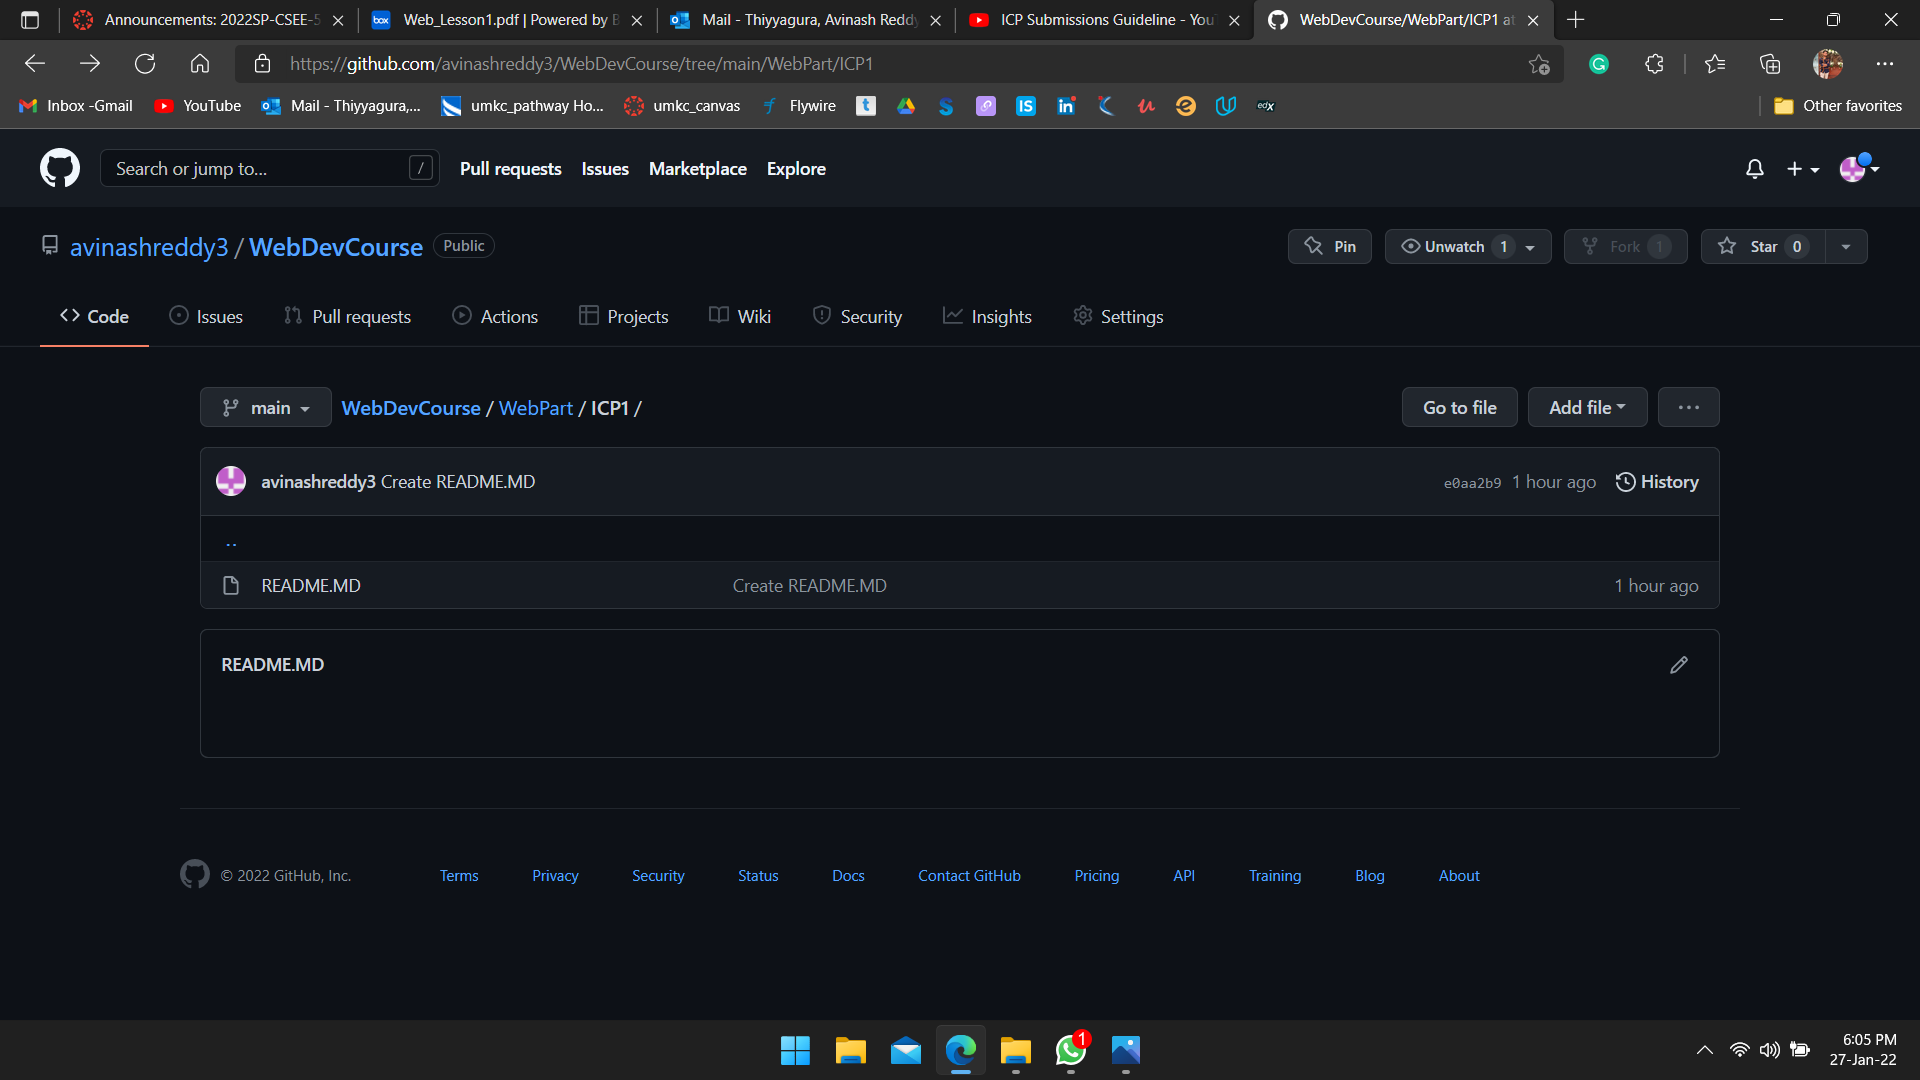 Announcements: 2022SP-CSEE-5
Web_Lesson1.pdf | Powered by B
Mail - Thiyyagura, Avinash Reddy
ICP Submissions Guideline - You
WebDevCourse/WebPart/ICP1 at
https://github.com/avinashreddy3/WebDevCourse/tree/main/WebPart/ICP1
Inbox -Gmail
YouTube
Mail - Thiyyagura,...
umkc_pathway Ho...
umkc_canvas
Flywire
Other favorites
Search or jump to...
/
Pull requests
Issues
Marketplace
Explore
avinashreddy3 / WebDevCourse
Public
Pin
Unwatch 1
Fork 1
Star 0
Code
Issues
Pull requests
Actions
Projects
Wiki
Security
Insights
Settings
main
WebDevCourse / WebPart / ICP1 /
Go to file
Add file
...
avinashreddy3 Create README.MD
e0aa2b9 1 hour ago
History
..
README.MD
Create README.MD
1 hour ago
README.MD
© 2022 GitHub, Inc.
Terms
Privacy
Security
Status
Docs
Contact GitHub
Pricing
API
Training
Blog
About
1
6:05 PM
27-Jan-22